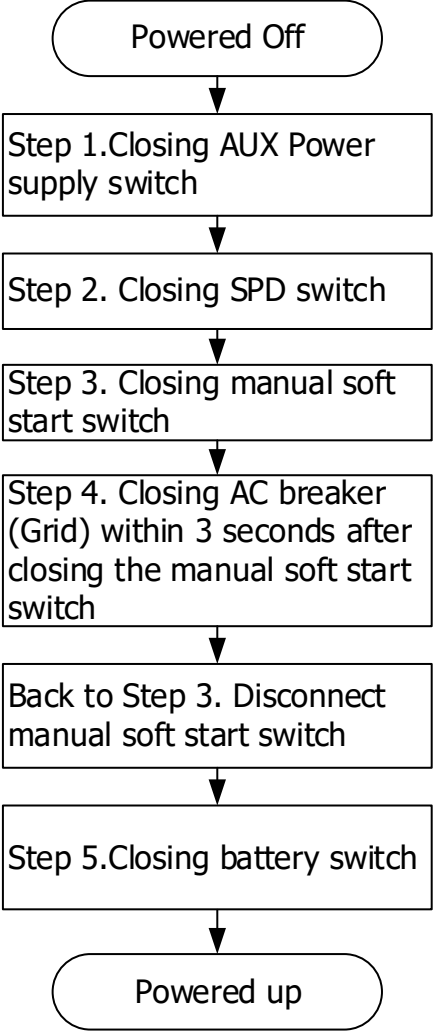 Powered Off
Step 1.Closing AUX Power
supply switch
Step 2. Closing SPD switch
Step 3. Closing manual soft
start switch
Step 4. Closing AC breaker
(Grid) within 3 seconds after
closing the manual soft start
switch
Back to Step 3. Disconnect
manual soft start switch
Step 5.Closing battery switch
Powered up